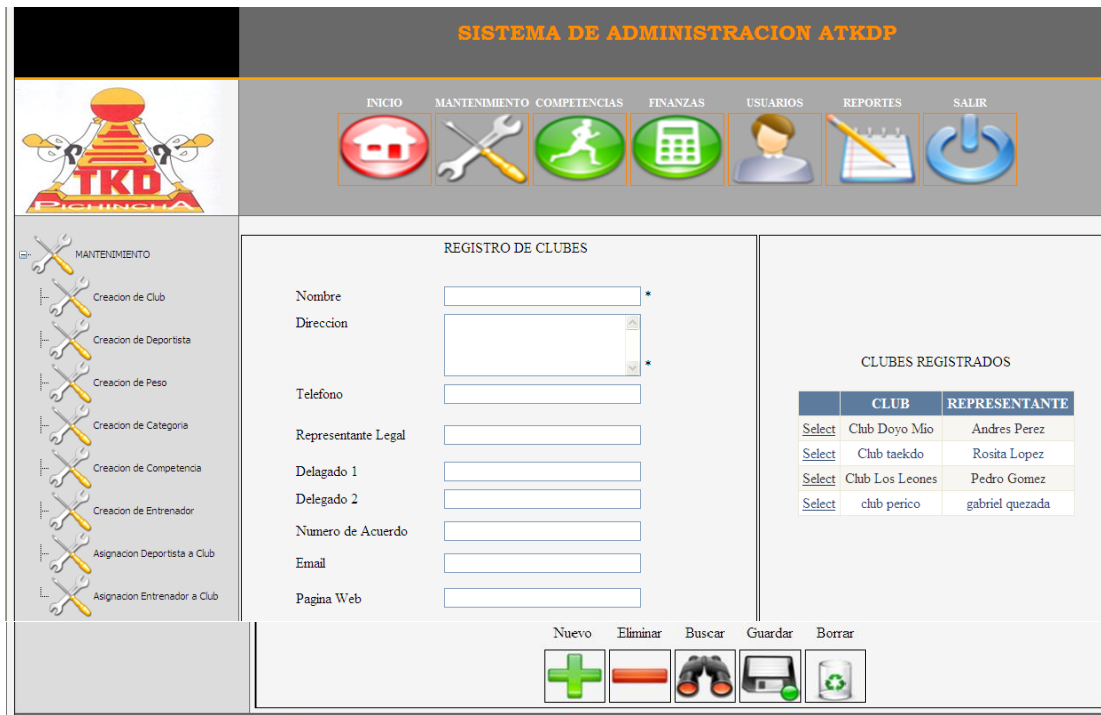 SISTEMA DE ADMINISTRACION ATKDP
INICIO MANTENIMIENTO COMPETENCIAS FINANZAS USUARIOS REPORTES SALIR
TKD
PICHINCHA
MANTENIMIENTO
Creacion de Club
Creacion de Deportista
Creacion de Peso
Creacion de Categoria
Creacion de Competencia
Creacion de Entrenador
Asignacion Deportista a Club
Asignacion Entrenador a Club
REGISTRO DE CLUBES
Nombre *
Direccion *
Telefono
Representante Legal
Delagado 1
Delegado 2
Numero de Acuerdo
Email
Pagina Web
CLUBES REGISTRADOS
CLUB REPRESENTANTE
Select Club Doyo Mio Andres Perez
Select Club taekdo Rosita Lopez
Select Club Los Leones Pedro Gomez
Select club perico gabriel quezada
Nuevo Eliminar Buscar Guardar Borrar